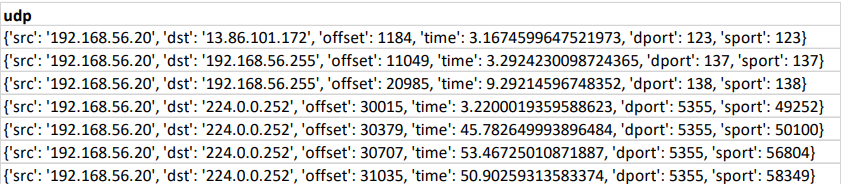 udp
{'src': '192.168.56.20', 'dst': '13.86.101.172', 'offset': 1184, 'time': 3.1674599647521973, 'dport': 123, 'sport': 123}
{'src': '192.168.56.20', 'dst': '192.168.56.255', 'offset': 11049, 'time': 3.2924230098724365, 'dport': 137, 'sport': 137}
{'src': '192.168.56.20', 'dst': '192.168.56.255', 'offset': 20985, 'time': 9.29214596748352, 'dport': 138, 'sport': 138}
{'src': '192.168.56.20', 'dst': '224.0.0.252', 'offset': 30015, 'time': 3.2200019359588623, 'dport': 5355, 'sport': 49252}
{'src': '192.168.56.20', 'dst': '224.0.0.252', 'offset': 30379, 'time': 45.782649993896484, 'dport': 5355, 'sport': 50100}
{'src': '192.168.56.20', 'dst': '224.0.0.252', 'offset': 30707, 'time': 53.46725010871887, 'dport': 5355, 'sport': 56804}
{'src': '192.168.56.20', 'dst': '224.0.0.252', 'offset': 31035, 'time': 50.90259313583374, 'dport': 5355, 'sport': 58349}